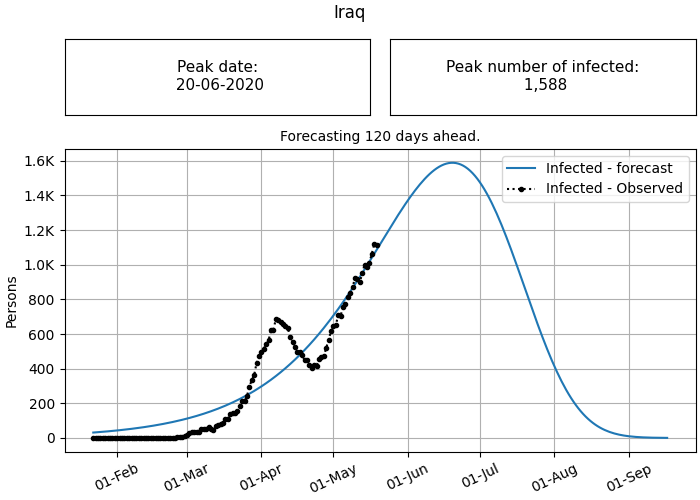 Iraq
Peak date:
20-06-2020
Peak number of infected:
1,588
Forecasting 120 days ahead.
Infected - forecast
Infected - Observed
Persons
1.6K
1.4K
1.2K
1.0K
800
600
400
200
0
01-Feb
01-Mar
01-Apr
01-May
01-Jun
01-Jul
01-Aug
01-Sep